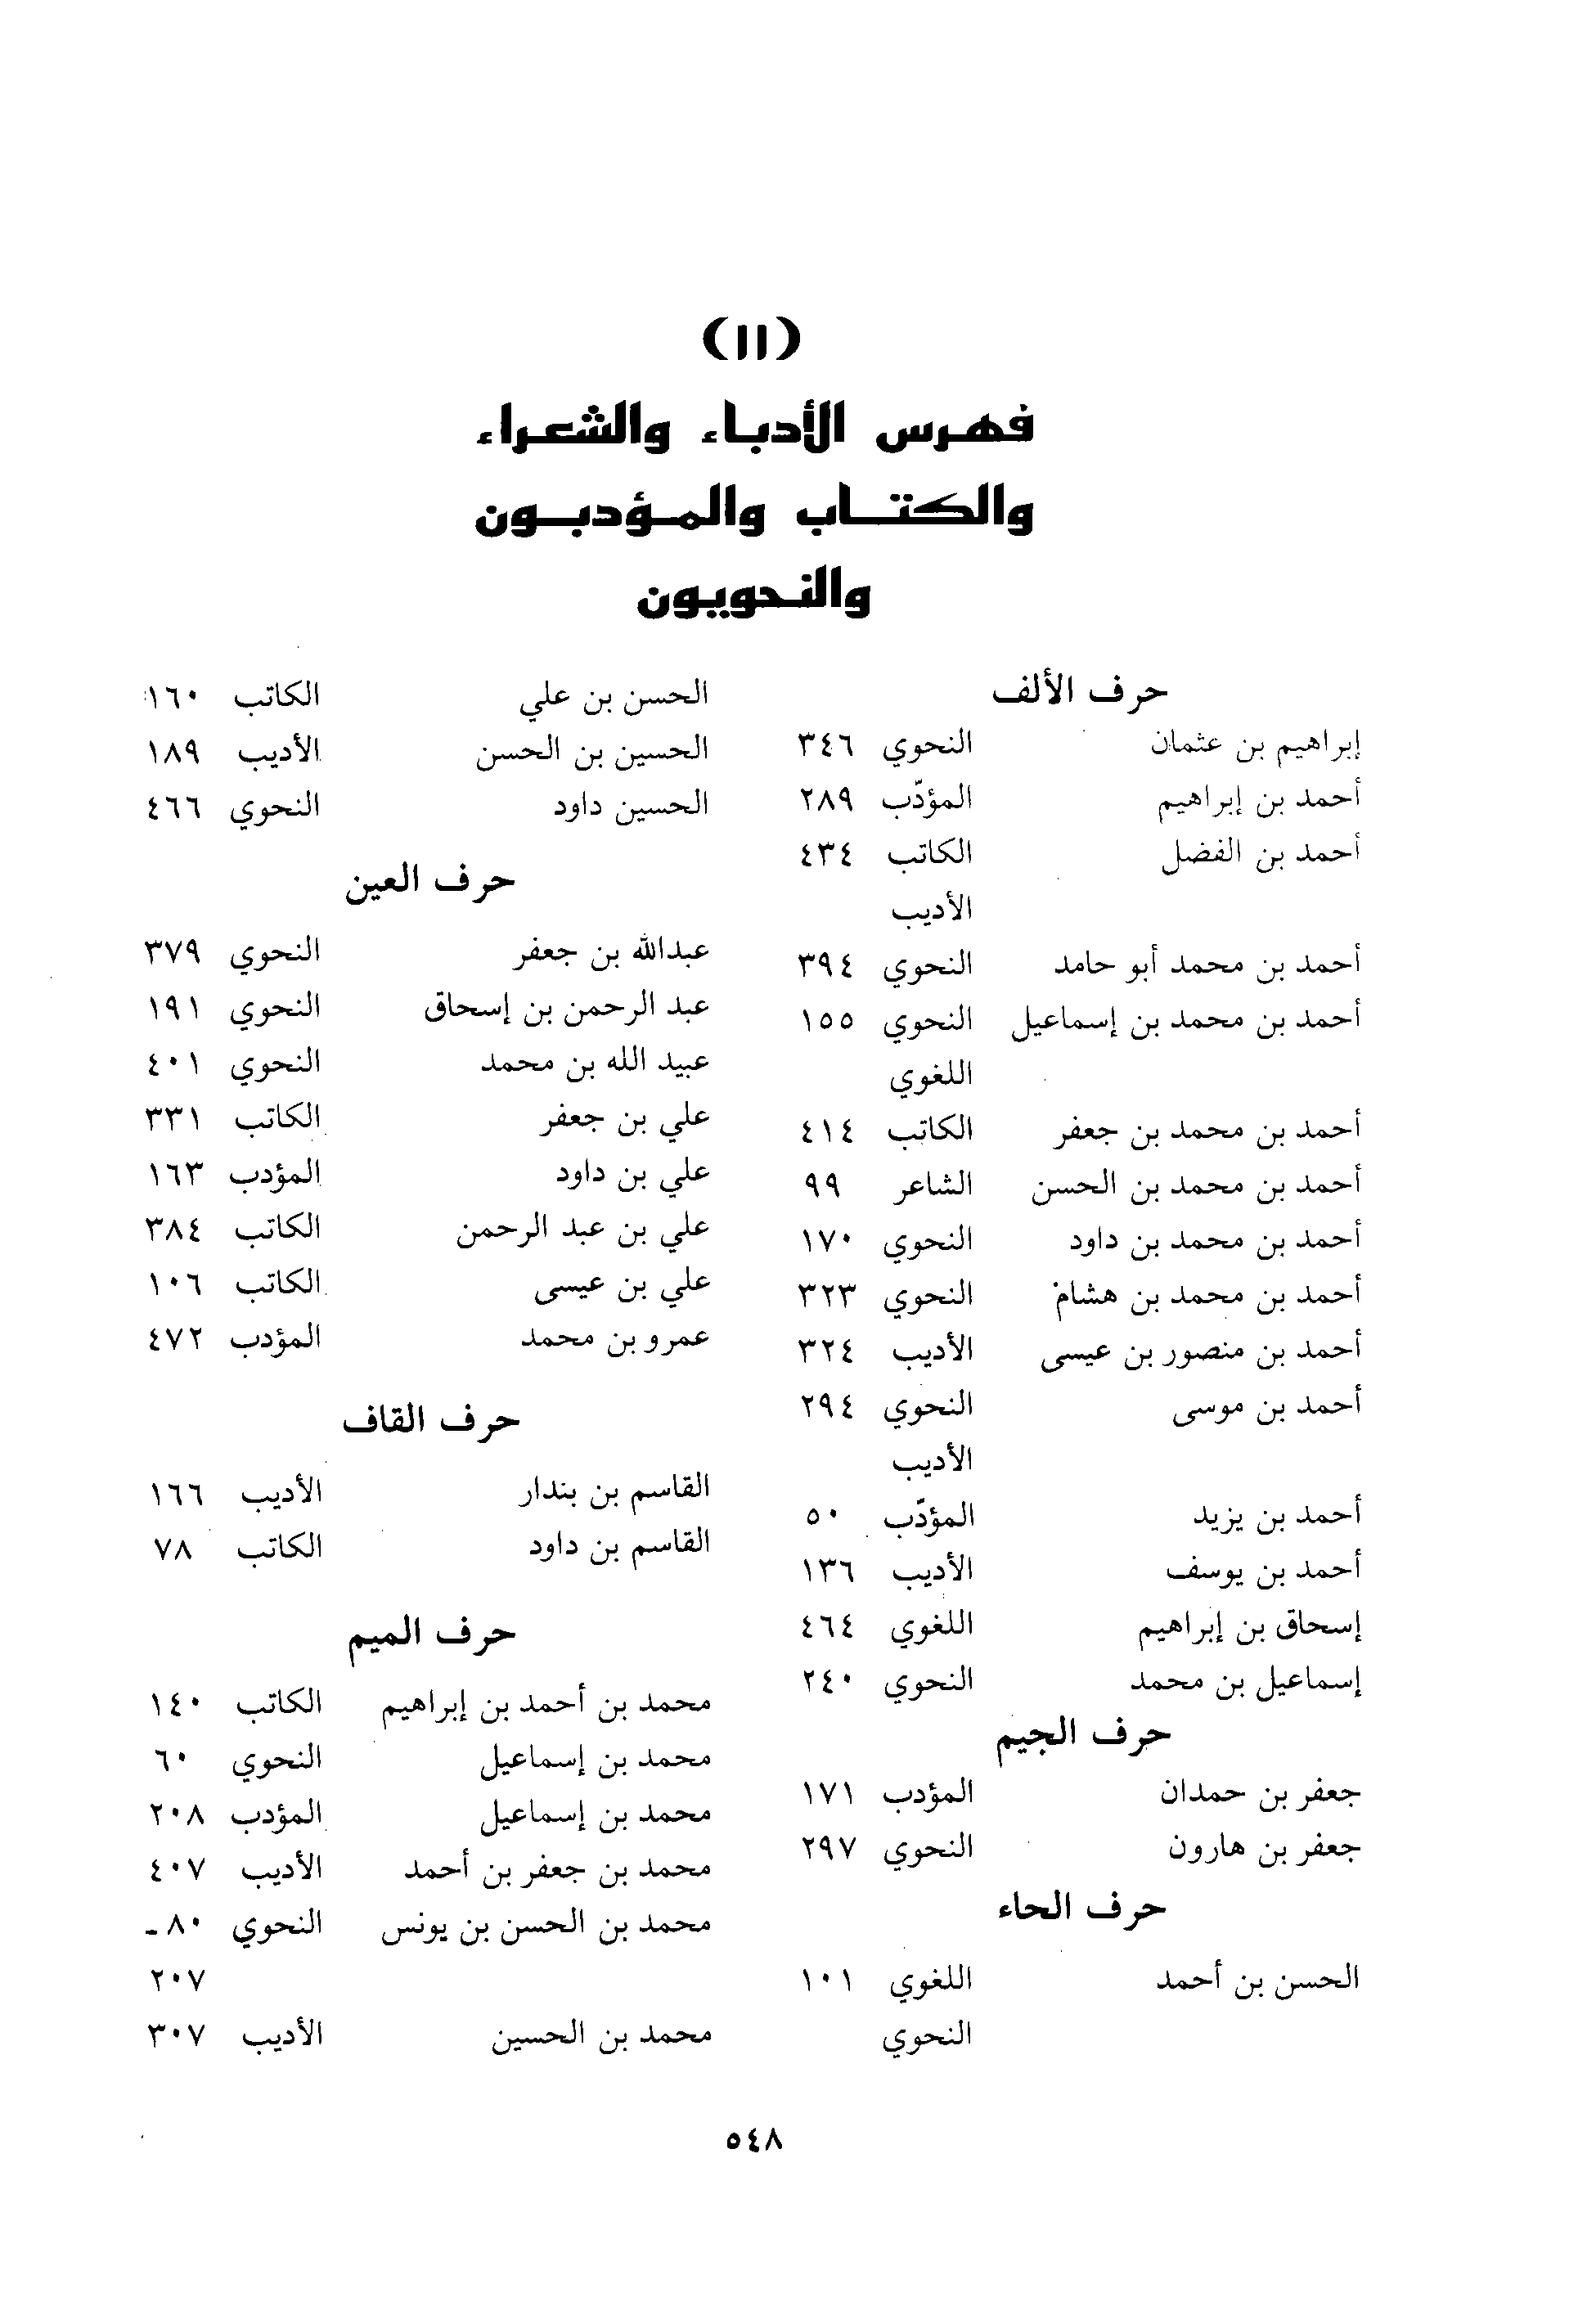 (١١)
فهرس الأدباء والشعراء
والكتاب والمؤدبون
والنحويون
حرف الألف
إبراهيم بن عثمان النحوي ٣٤٦
أحمد بن إبراهيم المؤدّب ٢٨٩
أحمد بن الفضل الكاتب ٤٣٤
الأديب
أحمد بن محمد أبو حامد النحوي ٣٩٤
أحمد بن محمد بن إسماعيل النحوي ١٥٥
اللغوي
أحمد بن محمد بن جعفر الكاتب ٤١٤
أحمد بن محمد بن الحسن الشاعر ٩٩
أحمد بن محمد بن داود النحوي ١٧٠
أحمد بن محمد بن هشام النحوي ٣٢٣
أحمد بن منصور بن عيسى الأديب ٣٢٤
أحمد بن موسى النحوي ٢٩٤
الأديب
أحمد بن يزيد المؤدّب ٥٠
أحمد بن يوسف الأديب ١٣٦
إسحاق بن إبراهيم اللغوي ٤٦٤
إسماعيل بن محمد النحوي ٢٤٠
حرف الجيم
جعفر بن حمدان المؤدب ١٧١
جعفر بن هارون النحوي ٢٩٧
حرف الحاء
الحسن بن أحمد اللغوي ١٠١
النحوي
الحسن بن علي الكاتب ١٦٠
الحسين بن الحسن الأديب ١٨٩
الحسين داود النحوي ٤٦٦
حرف العين
عبدالله بن جعفر النحوي ٣٧٩
عبد الرحمن بن إسحاق النحوي ١٩١
عبيد الله بن محمد النحوي ٤٠١
علي بن جعفر الكاتب ٣٣١
علي بن داود المؤدب ١٦٣
علي بن عبد الرحمن الكاتب ٣٨٤
علي بن عيسى الكاتب ١٠٦
عمرو بن محمد المؤدب ٤٧٢
حرف القاف
القاسم بن بندار الأديب ١٦٦
القاسم بن داود الكاتب ٧٨
حرف الميم
محمد بن أحمد بن إبراهيم الكاتب ١٤٠
محمد بن إسماعيل النحوي ٦٠
محمد بن إسماعيل المؤدب ٢٠٨
محمد بن جعفر بن أحمد الأديب ٤٠٧
محمد بن الحسن بن يونس النحوي ٨٠ -
٢٠٧
محمد بن الحسين الأديب ٣٠٧
٥٤٨